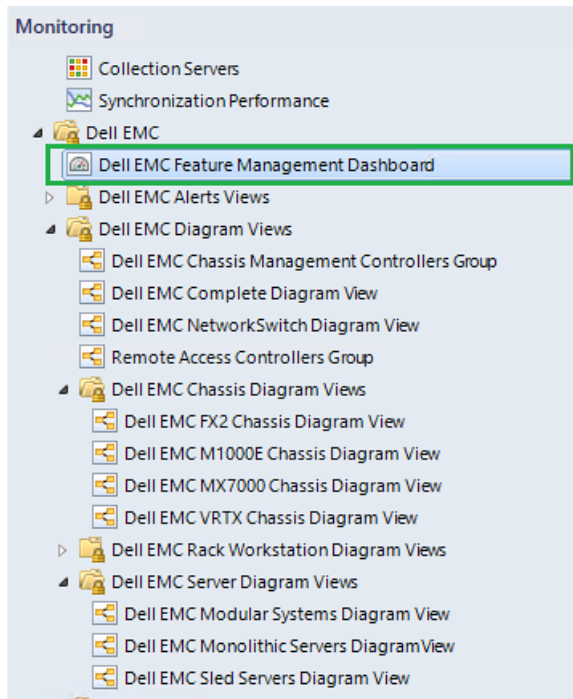 Monitoring
Collection Servers
Synchronization Performance
Dell EMC
Dell EMC Feature Management Dashboard
Dell EMC Alerts Views
Dell EMC Diagram Views
Dell EMC Chassis Management Controllers Group
Dell EMC Complete Diagram View
Dell EMC NetworkSwitch Diagram View
Remote Access Controllers Group
Dell EMC Chassis Diagram Views
Dell EMC FX2 Chassis Diagram View
Dell EMC M1000E Chassis Diagram View
Dell EMC MX7000 Chassis Diagram View
Dell EMC VRTX Chassis Diagram View
Dell EMC Rack Workstation Diagram Views
Dell EMC Server Diagram Views
Dell EMC Modular Systems Diagram View
Dell EMC Monolithic Servers DiagramView
Dell EMC Sled Servers Diagram View